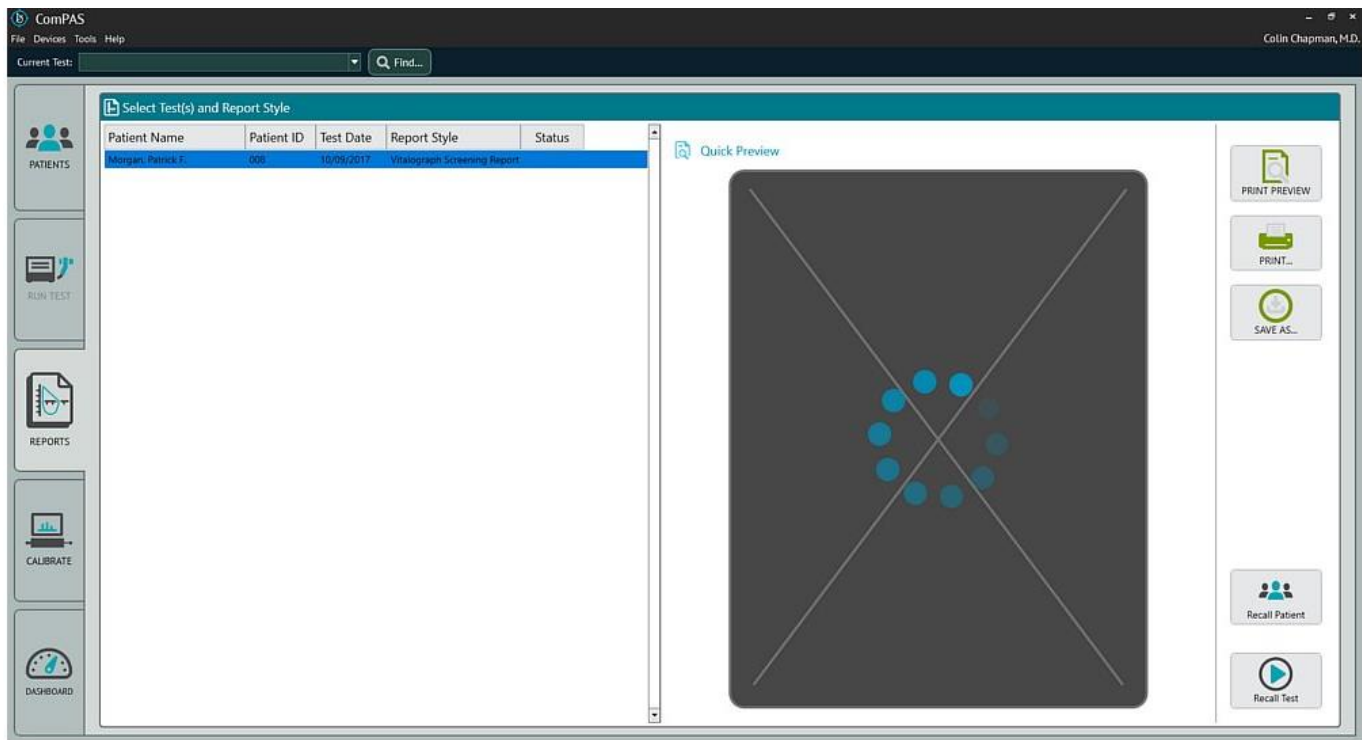 ComPAS
File Devices Tools Help
Colin Chapman, M.D.
Current Test:
Find...
Select Test(s) and Report Style
Patient Name Patient ID Test Date Report Style Status
Morgan, Patrick F. 008 10/09/2017 Vitalograph Screening Report
Quick Preview
PATIENTS
RUN TEST
REPORTS
CALIBRATE
DASHBOARD
PRINT PREVIEW
PRINT...
SAVE AS...
Recall Patient
Recall Test